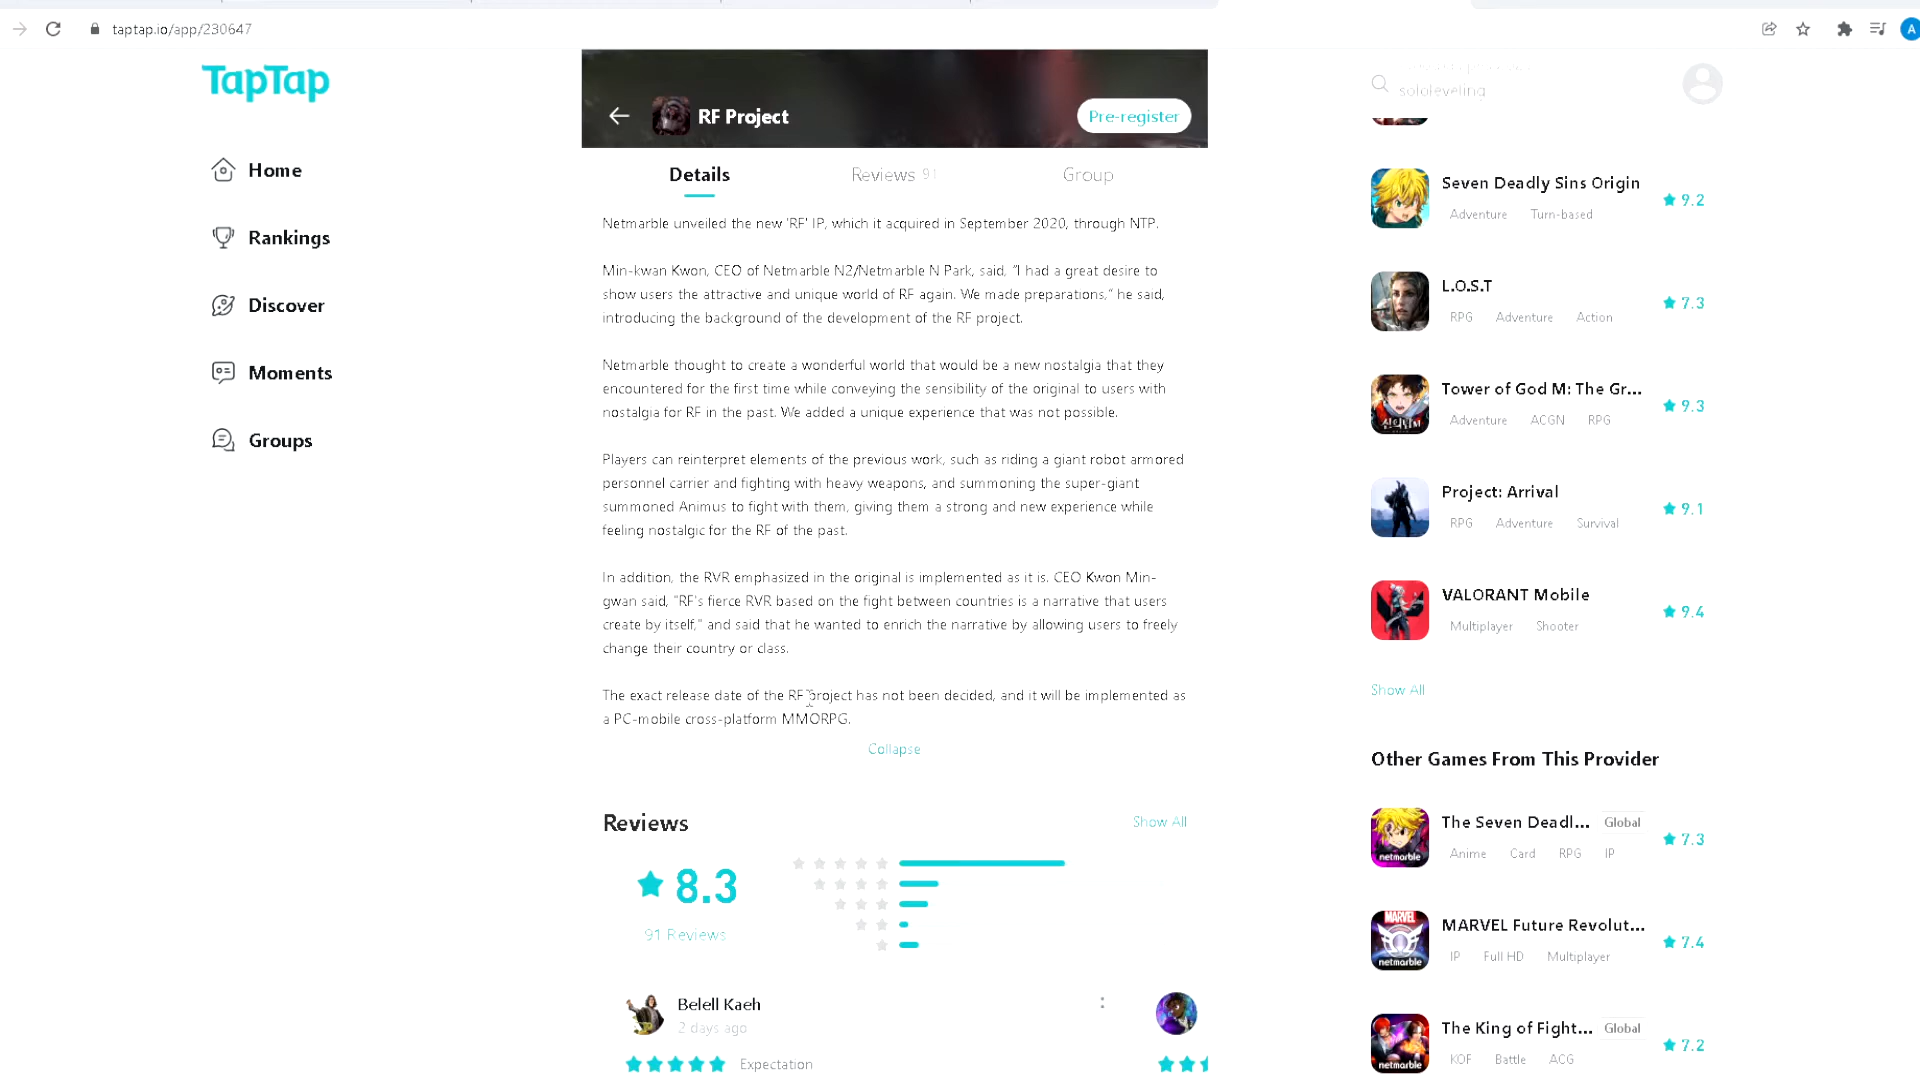 taptap.io/app/230647
A
TapTap
Home
Rankings
Discover
Moments
Groups
RF Project
Pre-register
Details
Reviews 91
Group
Netmarble unveiled the new 'RF' IP, which it acquired in September 2020, through NTP.
Min-kwan Kwon, CEO of Netmarble N2/Netmarble N Park, said, "I had a great desire to
show users the attractive and unique world of RF again. We made preparations," he said,
introducing the background of the development of the RF project.
Netmarble thought to create a wonderful world that would be a new nostalgia that they
encountered for the first time while conveying the sensibility of the original to users with
nostalgia for RF in the past. We added a unique experience that was not possible.
Players can reinterpret elements of the previous work, such as riding a giant robot armored
personnel carrier and fighting with heavy weapons, and summoning the super-giant
summoned Animus to fight with them, giving them a strong and new experience while
feeling nostalgic for the RF of the past.
In addition, the RVR emphasized in the original is implemented as it is. CEO Kwon Min-
gwan said, "RF's fierce RVR based on the fight between countries is a narrative that users
create by itself," and said that he wanted to enrich the narrative by allowing users to freely
change their country or class.
The exact release date of the RF project has not been decided, and it will be implemented as
a PC-mobile cross-platform MMORPG.
Collapse
Reviews
Show All
8.3
91 Reviews
Belell Kaeh
2 days ago
Expectation
sololeveling
Seven Deadly Sins Origin
9.2
Adventure Turn-based
L.O.S.T
7.3
RPG Adventure Action
Tower of God M: The Gr...
9.3
Adventure ACGN RPG
Project: Arrival
9.1
RPG Adventure Survival
VALORANT Mobile
9.4
Multiplayer Shooter
Show All
Other Games From This Provider
The Seven Deadl... Global
7.3
Anime Card RPG IP
netmarble
MARVEL Future Revolut...
7.4
IP Full HD Multiplayer
MARVEL
netmarble
The King of Fight... Global
7.2
KOF Battle ACG
netmarble